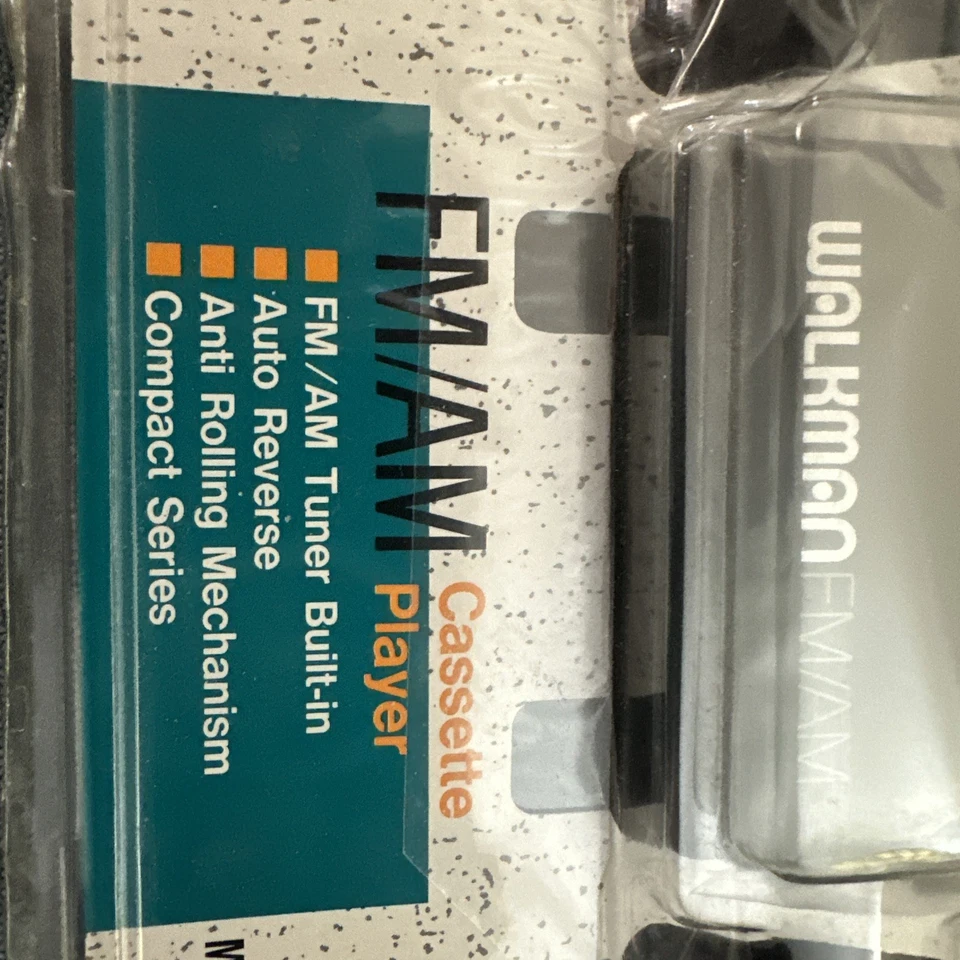 WALKMAN FM/AM
FM/AM Cassette
Player
FM/AM Tuner Built-in
Auto Reverse
Anti Rolling Mechanism
Compact Series